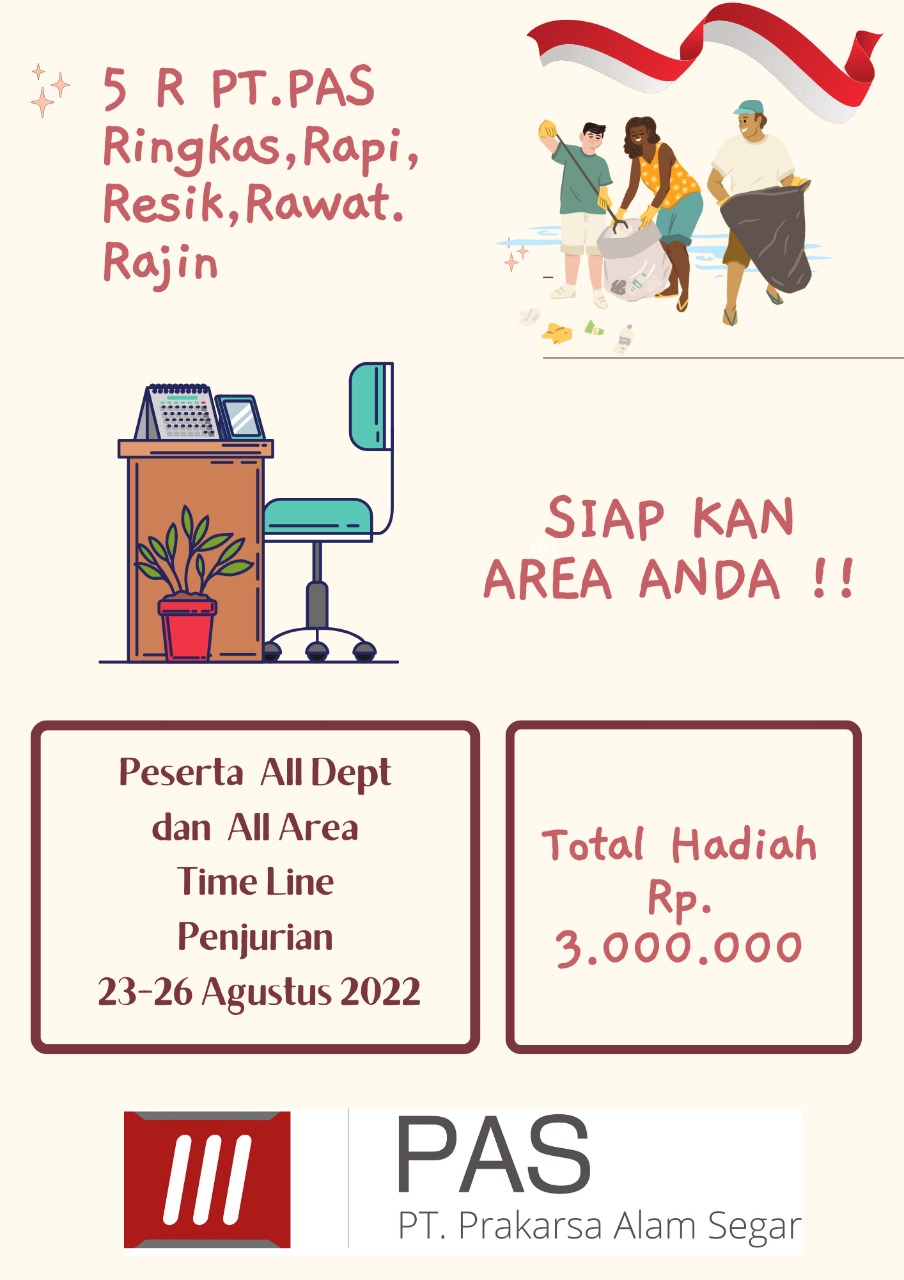 5 R PT.PAS
Ringkas,Rapi,
Resik,Rawat.
Rajin
SIAP KAN
AREA ANDA !!
Peserta All Dept
dan All Area
Time Line
Penjurian
23-26 Agustus 2022
Total Hadiah
Rp.
3.000.000
PAS
PT. Prakarsa Alam Segar